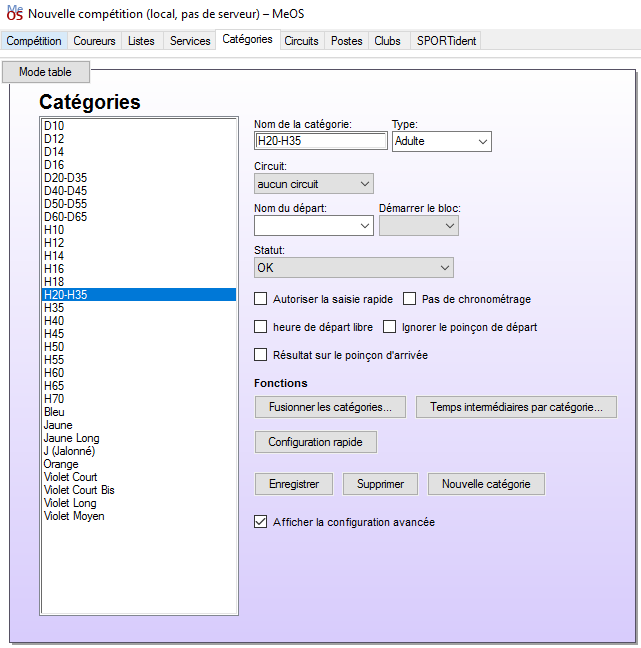 MeOS
Nouvelle compétition (local, pas de serveur) – MeOS
Compétition Coureurs Listes Services Catégories Circuits Postes Clubs SPORTident
Mode table
Catégories
D10
D12
D14
D16
D20-D35
D40-D45
D50-D55
D60-D65
H10
H12
H14
H16
H18
H20-H35
H35
H40
H45
H50
H55
H60
H65
H70
Bleu
Jaune
Jaune Long
J (Jalonné)
Orange
Violet Court
Violet Court Bis
Violet Long
Violet Moyen
Nom de la catégorie: Type:
H20-H35 Adulte
Circuit:
aucun circuit
Nom du départ: Démarrer le bloc:
Statut:
OK
Autoriser la saisie rapide Pas de chronométrage
heure de départ libre Ignorer le poinçon de départ
Résultat sur le poinçon d'arrivée
Fonctions
Fusionner les catégories... Temps intermédiaires par catégorie...
Configuration rapide
Enregistrer Supprimer Nouvelle catégorie
Afficher la configuration avancée